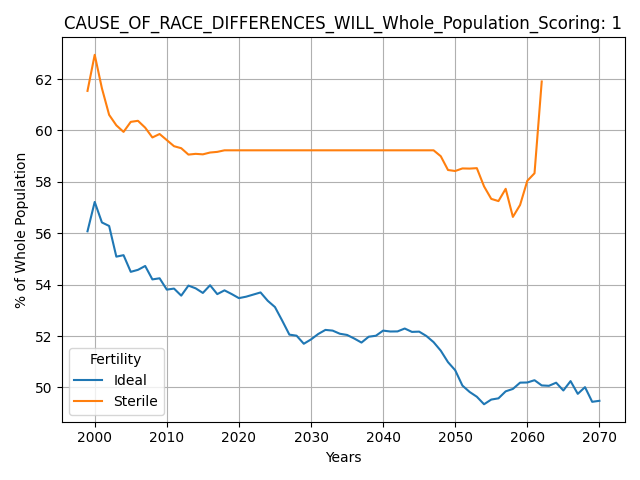 CAUSE_OF_RACE_DIFFERENCES_WILL_Whole_Population_Scoring: 1
62
60
58
56
54
52
50
% of Whole Population
Fertility
Ideal
Sterile
2000 2010 2020 2030 2040 2050 2060 2070
Years